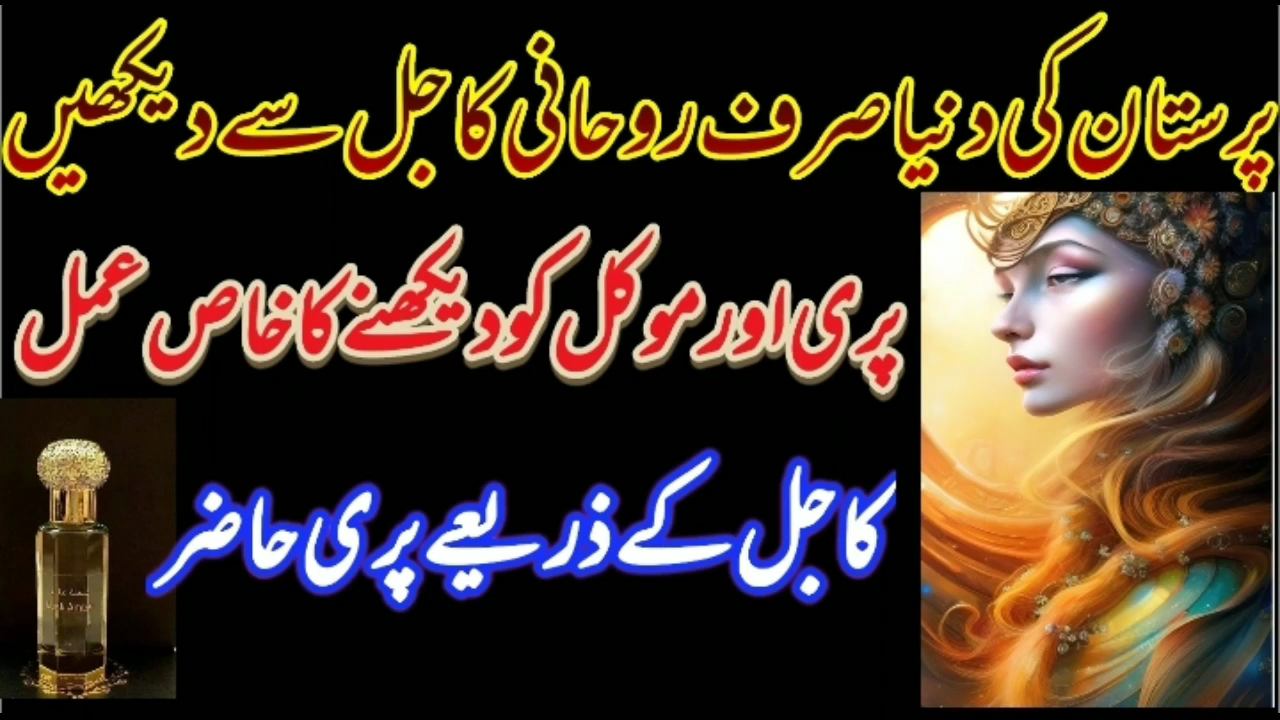 پرستان کی دنیا صرف روحانی کاجل سے دیکھیں
پری اور موکل کو دیکھنے کا خاص عمل
کاجل کے ذریعے پری حاضر